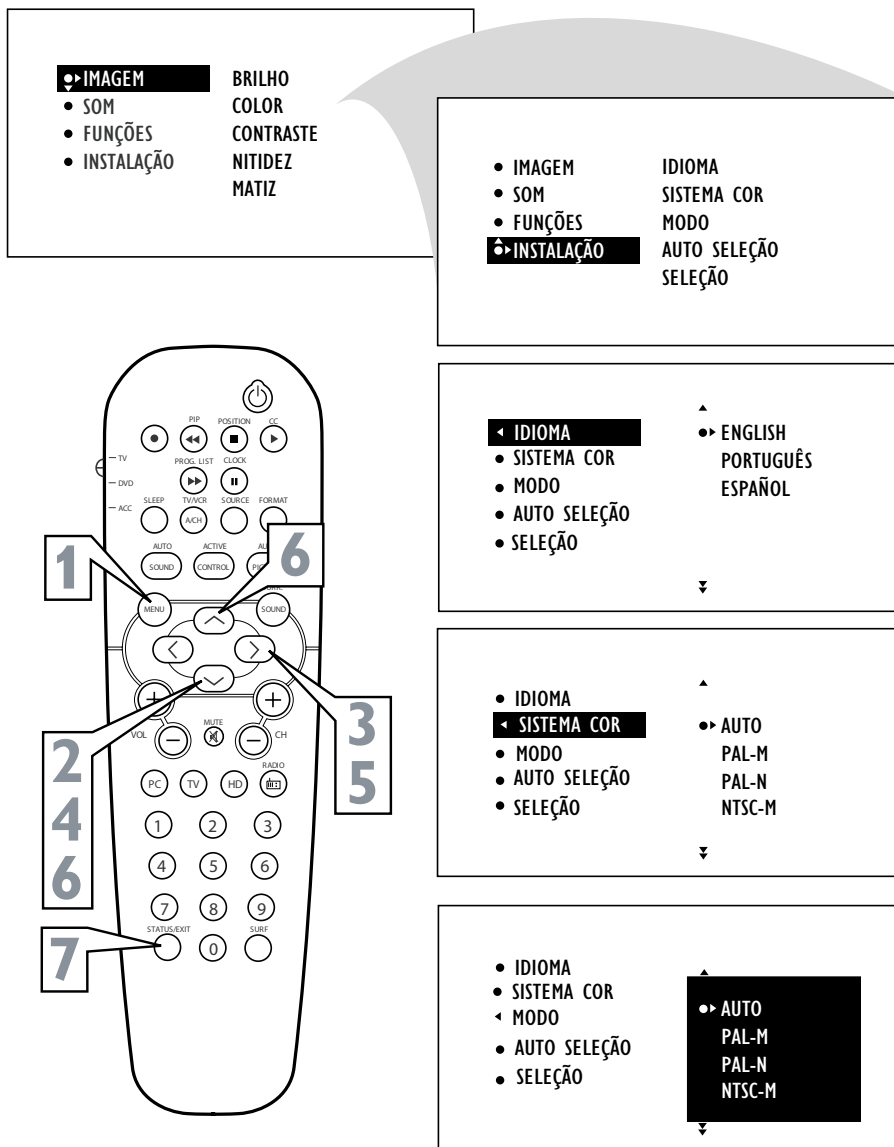 IMAGEM BRILHO
SOM COLOR
FUNÇÕES CONTRASTE
INSTALAÇÃO NITIDEZ
MATIZ
IMAGEM IDIOMA
SOM SISTEMA COR
FUNÇÕES MODO
INSTALAÇÃO AUTO SELEÇÃO
SELEÇÃO
IDIOMA ENGLISH
SISTEMA COR PORTUGUÊS
MODO ESPAÑOL
AUTO SELEÇÃO
SELEÇÃO
IDIOMA
SISTEMA COR AUTO
MODO PAL-M
AUTO SELEÇÃO PAL-N
SELEÇÃO NTSC-M
IDIOMA
SISTEMA COR AUTO
MODO PAL-M
AUTO SELEÇÃO PAL-N
SELEÇÃO NTSC-M
PIP POSITION CC
TV
PROG. LIST CLOCK
DVD
ACC
SLEEP TV/VCR SOURCE FORMAT
A/CH
AUTO ACTIVE
SOUND CONTROL
1 6
MENU SOUND
2 3
4 5
6
VOL MUTE CH
PC TV HD RADIO
1 2 3
4 5 6
7 8 9
STATUS/EXIT 0 SURF
7